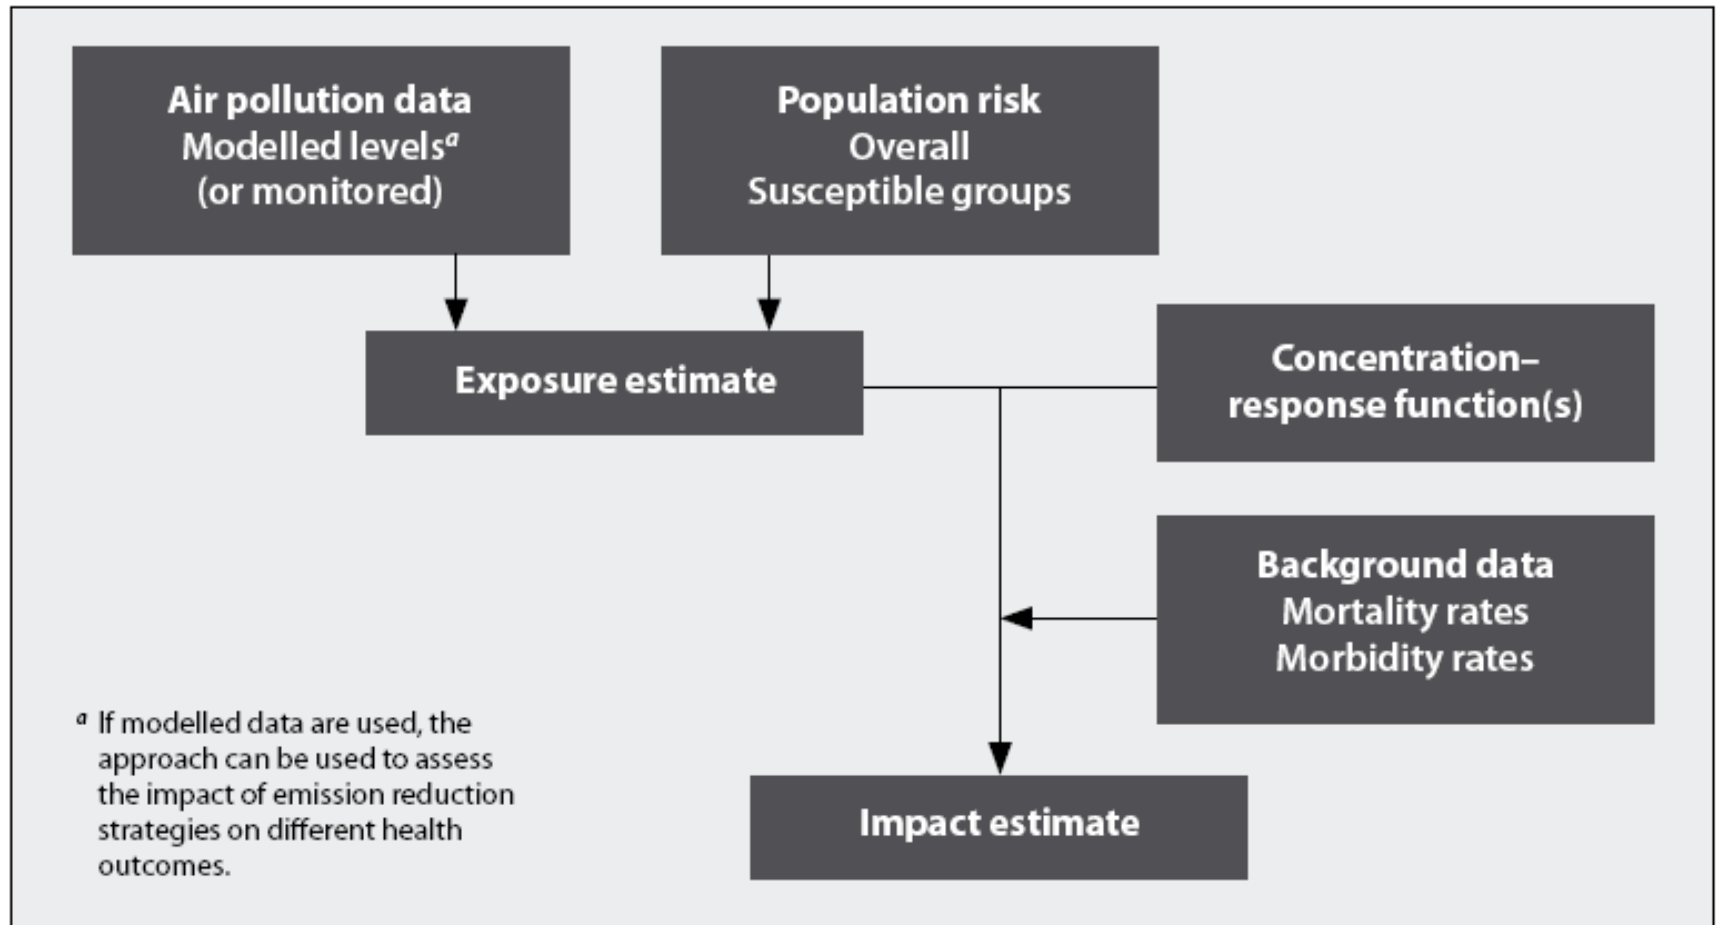 Air pollution data
Modelled levelsᵃ
(or monitored)
Population risk
Overall
Susceptible groups
Exposure estimate
Concentration–
response function(s)
Background data
Mortality rates
Morbidity rates
ᵃ If modelled data are used, the
approach can be used to assess
the impact of emission reduction
strategies on different health
outcomes.
Impact estimate